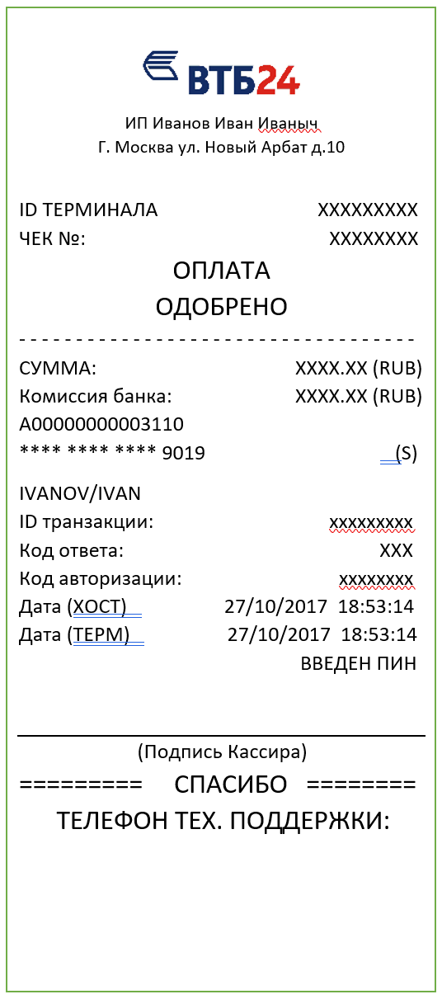 ВТБ24
ИП Иванов Иван Иваныч
Г. Москва ул. Новый Арбат д.10
ID ТЕРМИНАЛА XXXXXXXXX
ЧЕК №: XXXXXXXX
ОПЛАТА
ОДОБРЕНО
- - - - - - - - - - - - - - - - - - - - - - - - - - - - - - - - - - -
СУММА: XXXX.XX (RUB)
Комиссия банка: XXXX.XX (RUB)
A00000000003110
**** **** **** 9019 (S)
IVANOV/IVAN
ID транзакции: xxxxxxxxx
Код ответа: XXX
Код авторизации: xxxxxxxx
Дата (ХОСТ) 27/10/2017 18:53:14
Дата (ТЕРМ) 27/10/2017 18:53:14
ВВЕДЕН ПИН
(Подпись Кассира)
========= СПАСИБО ========
ТЕЛЕФОН ТЕХ. ПОДДЕРЖКИ: